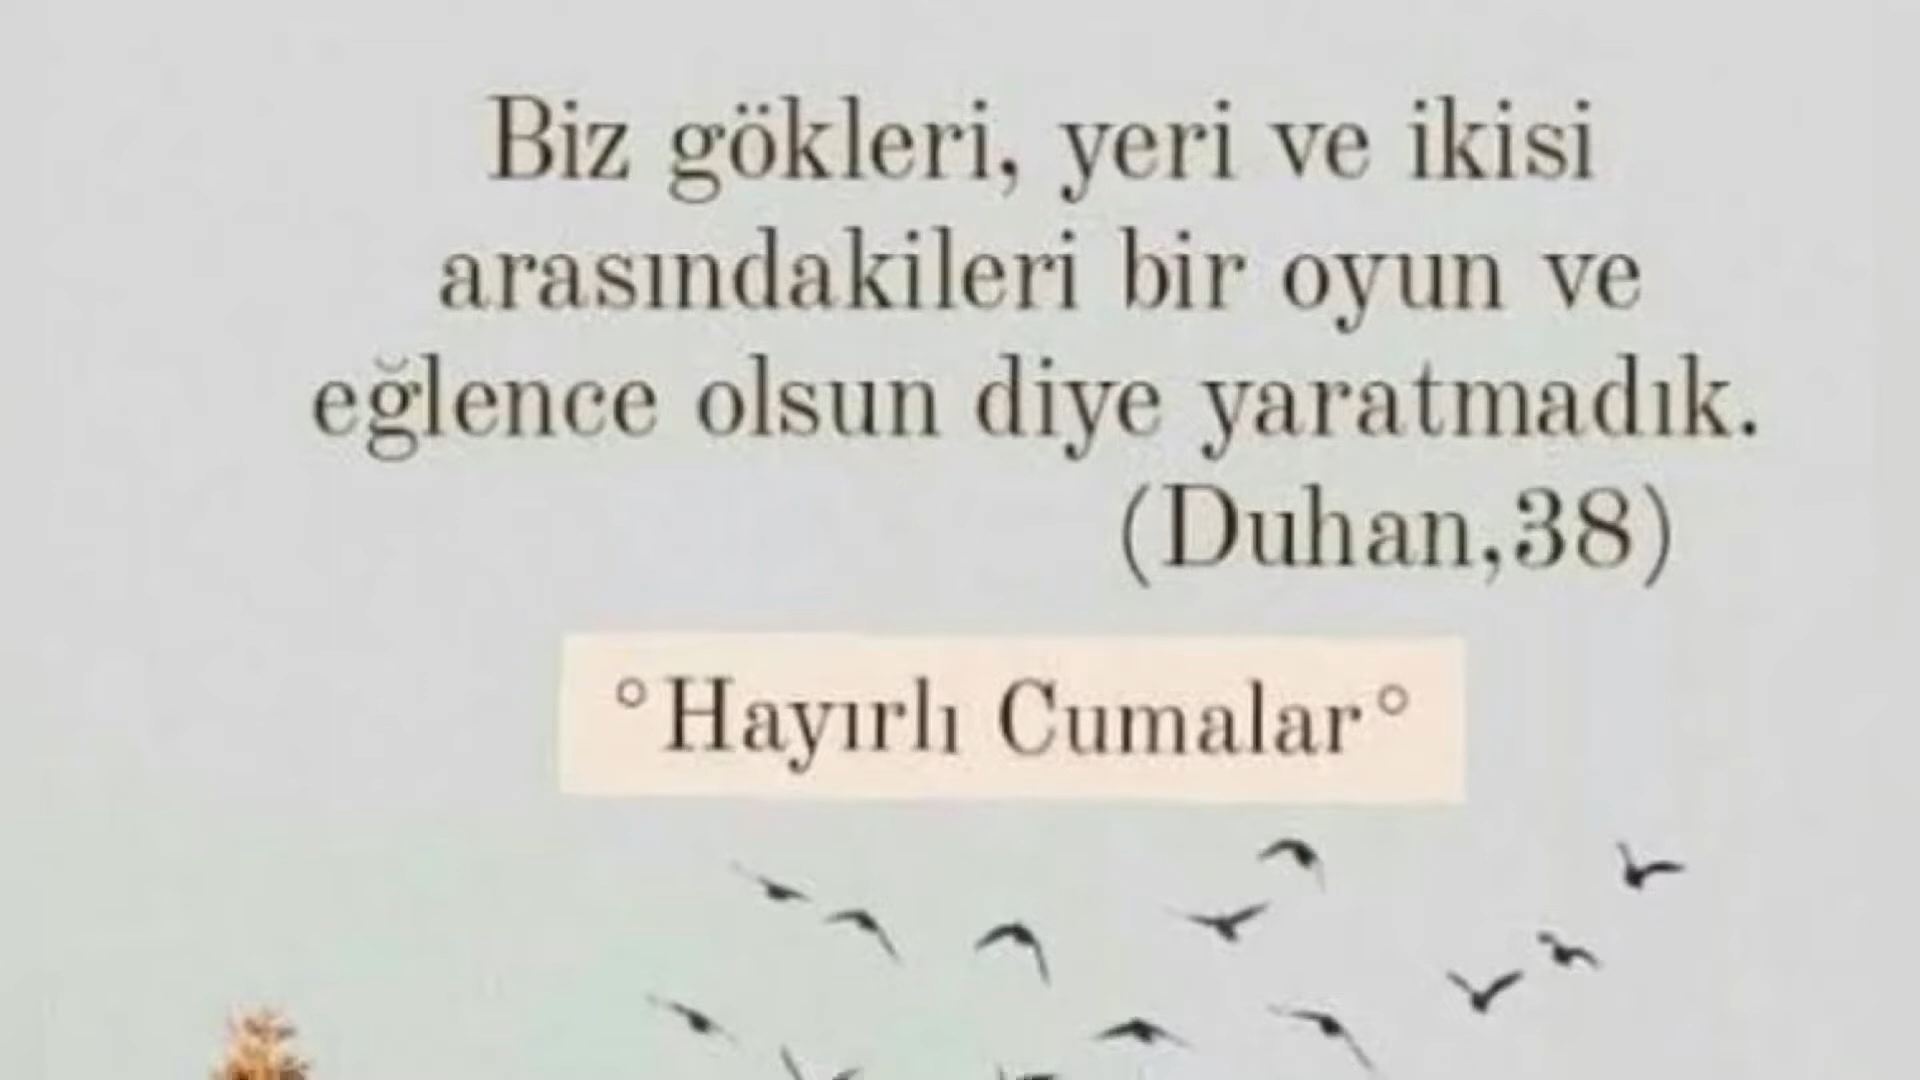 Biz gökleri, yeri ve ikisi
arasındakileri bir oyun ve
eğlence olsun diye yaratmadık.
(Duhan,38)
°Hayırlı Cumalar°